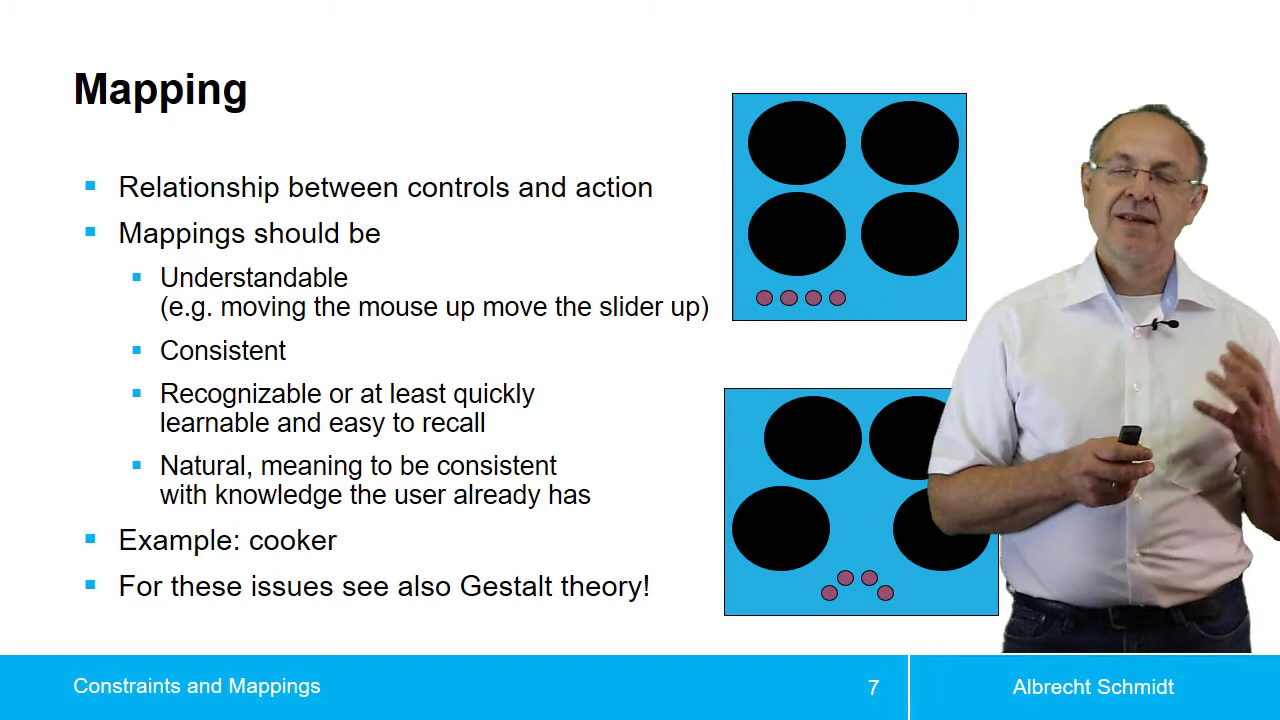 Mapping
Relationship between controls and action
Mappings should be
Understandable
(e.g. moving the mouse up move the slider up)
Consistent
Recognizable or at least quickly
learnable and easy to recall
Natural, meaning to be consistent
with knowledge the user already has
Example: cooker
For these issues see also Gestalt theory!
Constraints and Mappings
7
Albrecht Schmidt